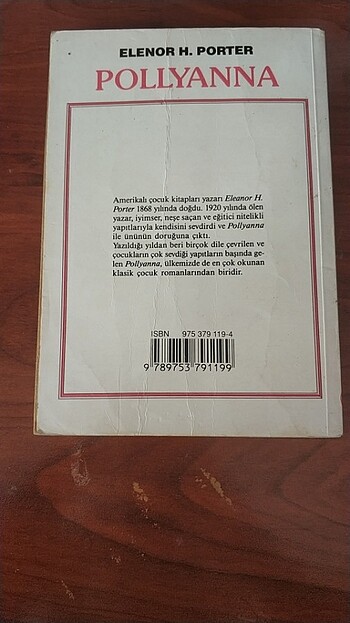 ELENOR H. PORTER
POLLYANNA
Amerikalı çocuk kitapları yazarı Eleanor H.
Porter 1868 yılında doğdu. 1920 yılında ölen
yazar, iyimser, neşe saçan ve eğitici nitelikli
yapıtlarıyla kendisini sevdirdi ve Pollyanna
ile ününün doruğuna çıktı.
Yazıldığı yıldan beri birçok dile çevrilen ve
çocukların çok sevdiği yapıtların başında ge-
len Pollyanna, ülkemizde de en çok okunan
klasik çocuk romanlarından biridir.
ISBN 975 379 119-4
9 789753 791199